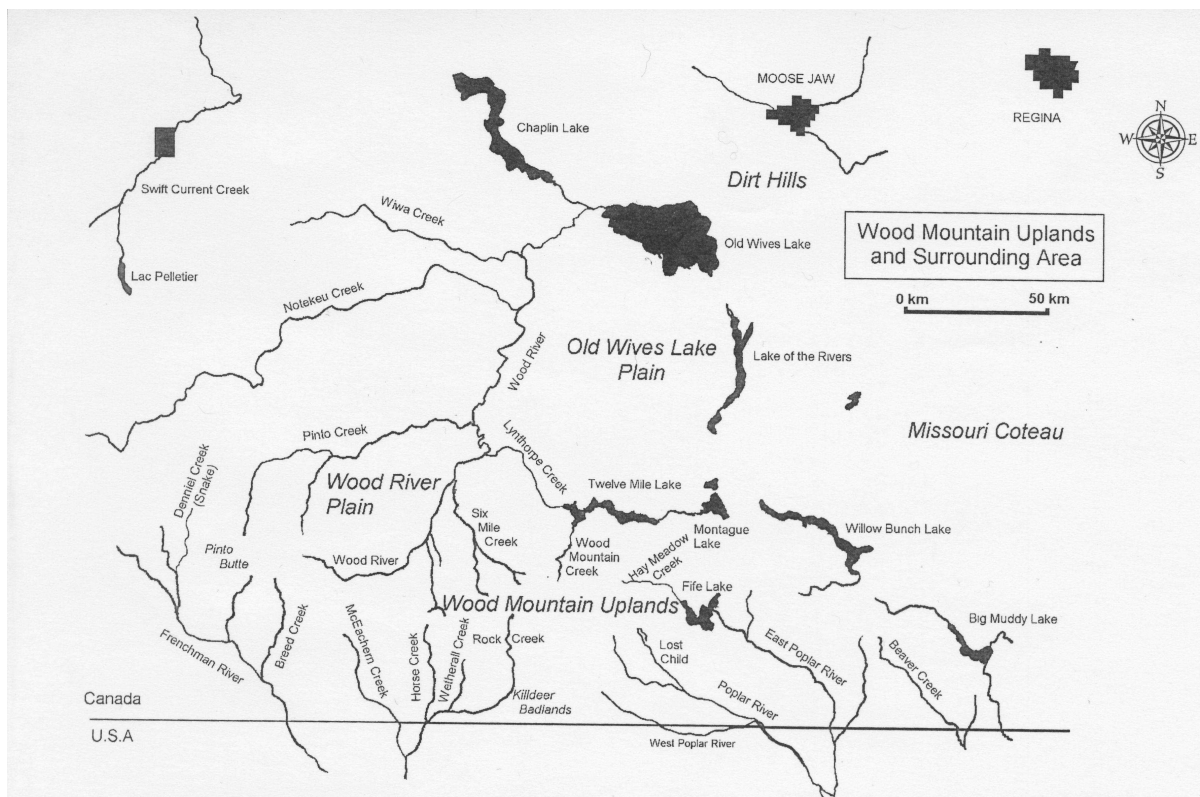 MOOSE JAW
REGINA
N
W E
S
Chaplin Lake
Dirt Hills
Swift Current Creek
Wiwa Creek
Old Wives Lake
Wood Mountain Uplands
and Surrounding Area
Lac Pelletier
0 km 50 km
Notekeu Creek
Wood River
Old Wives Lake
Plain
Lake of the Rivers
Missouri Coteau
Pinto Creek
Lynthorpe Creek
Denniel Creek
(Snake)
Wood River
Plain
Twelve Mile Lake
Six
Mile
Creek
Montague
Lake
Willow Bunch Lake
Pinto
Butte
Wood River
Wood
Mountain
Creek
Hay Meadow
Creek
Fife Lake
Wood Mountain Uplands
Big Muddy Lake
Frenchman River
Breed Creek
McEachern Creek
Horse Creek
Wetherall Creek
Rock Creek
Lost
Child
East Poplar River
Beaver Creek
Poplar River
Killdeer
Badlands
Canada
U.S.A
West Poplar River